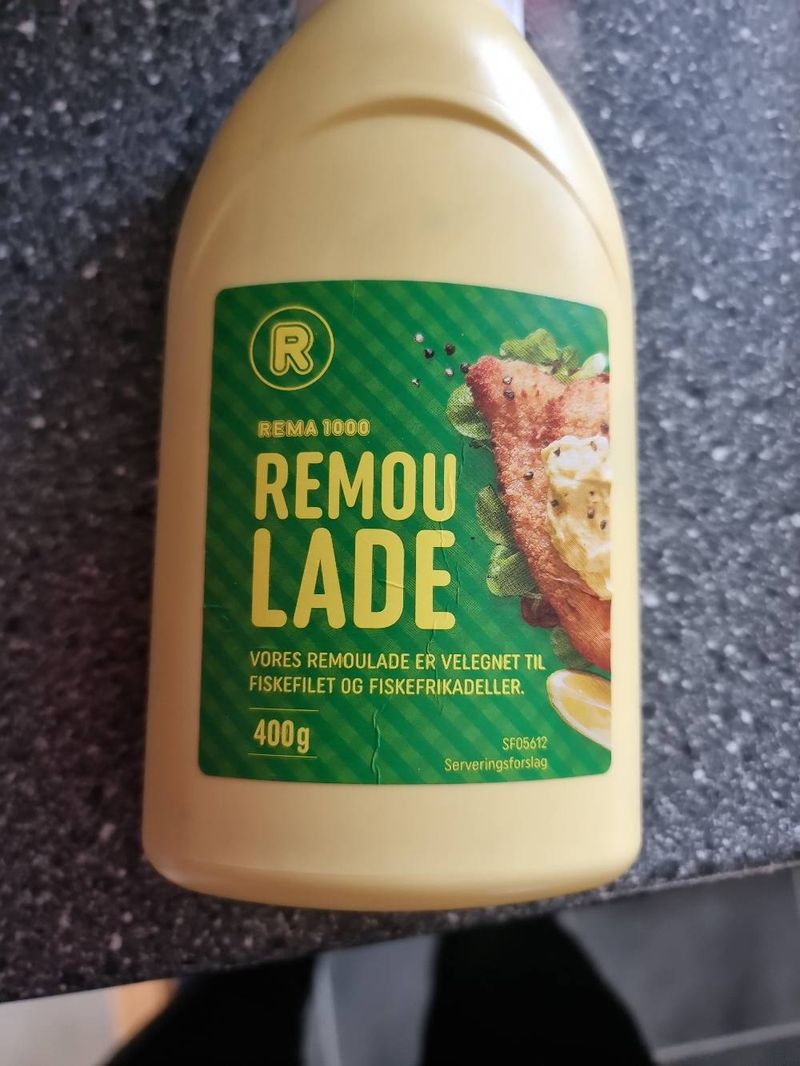 R
REMA 1000
REMOU
LADE
VORES REMOULADE ER VELEGNET TIL
FISKEFILET OG FISKEFRIKADELLER.
400g
SF05612
Serveringsforslag